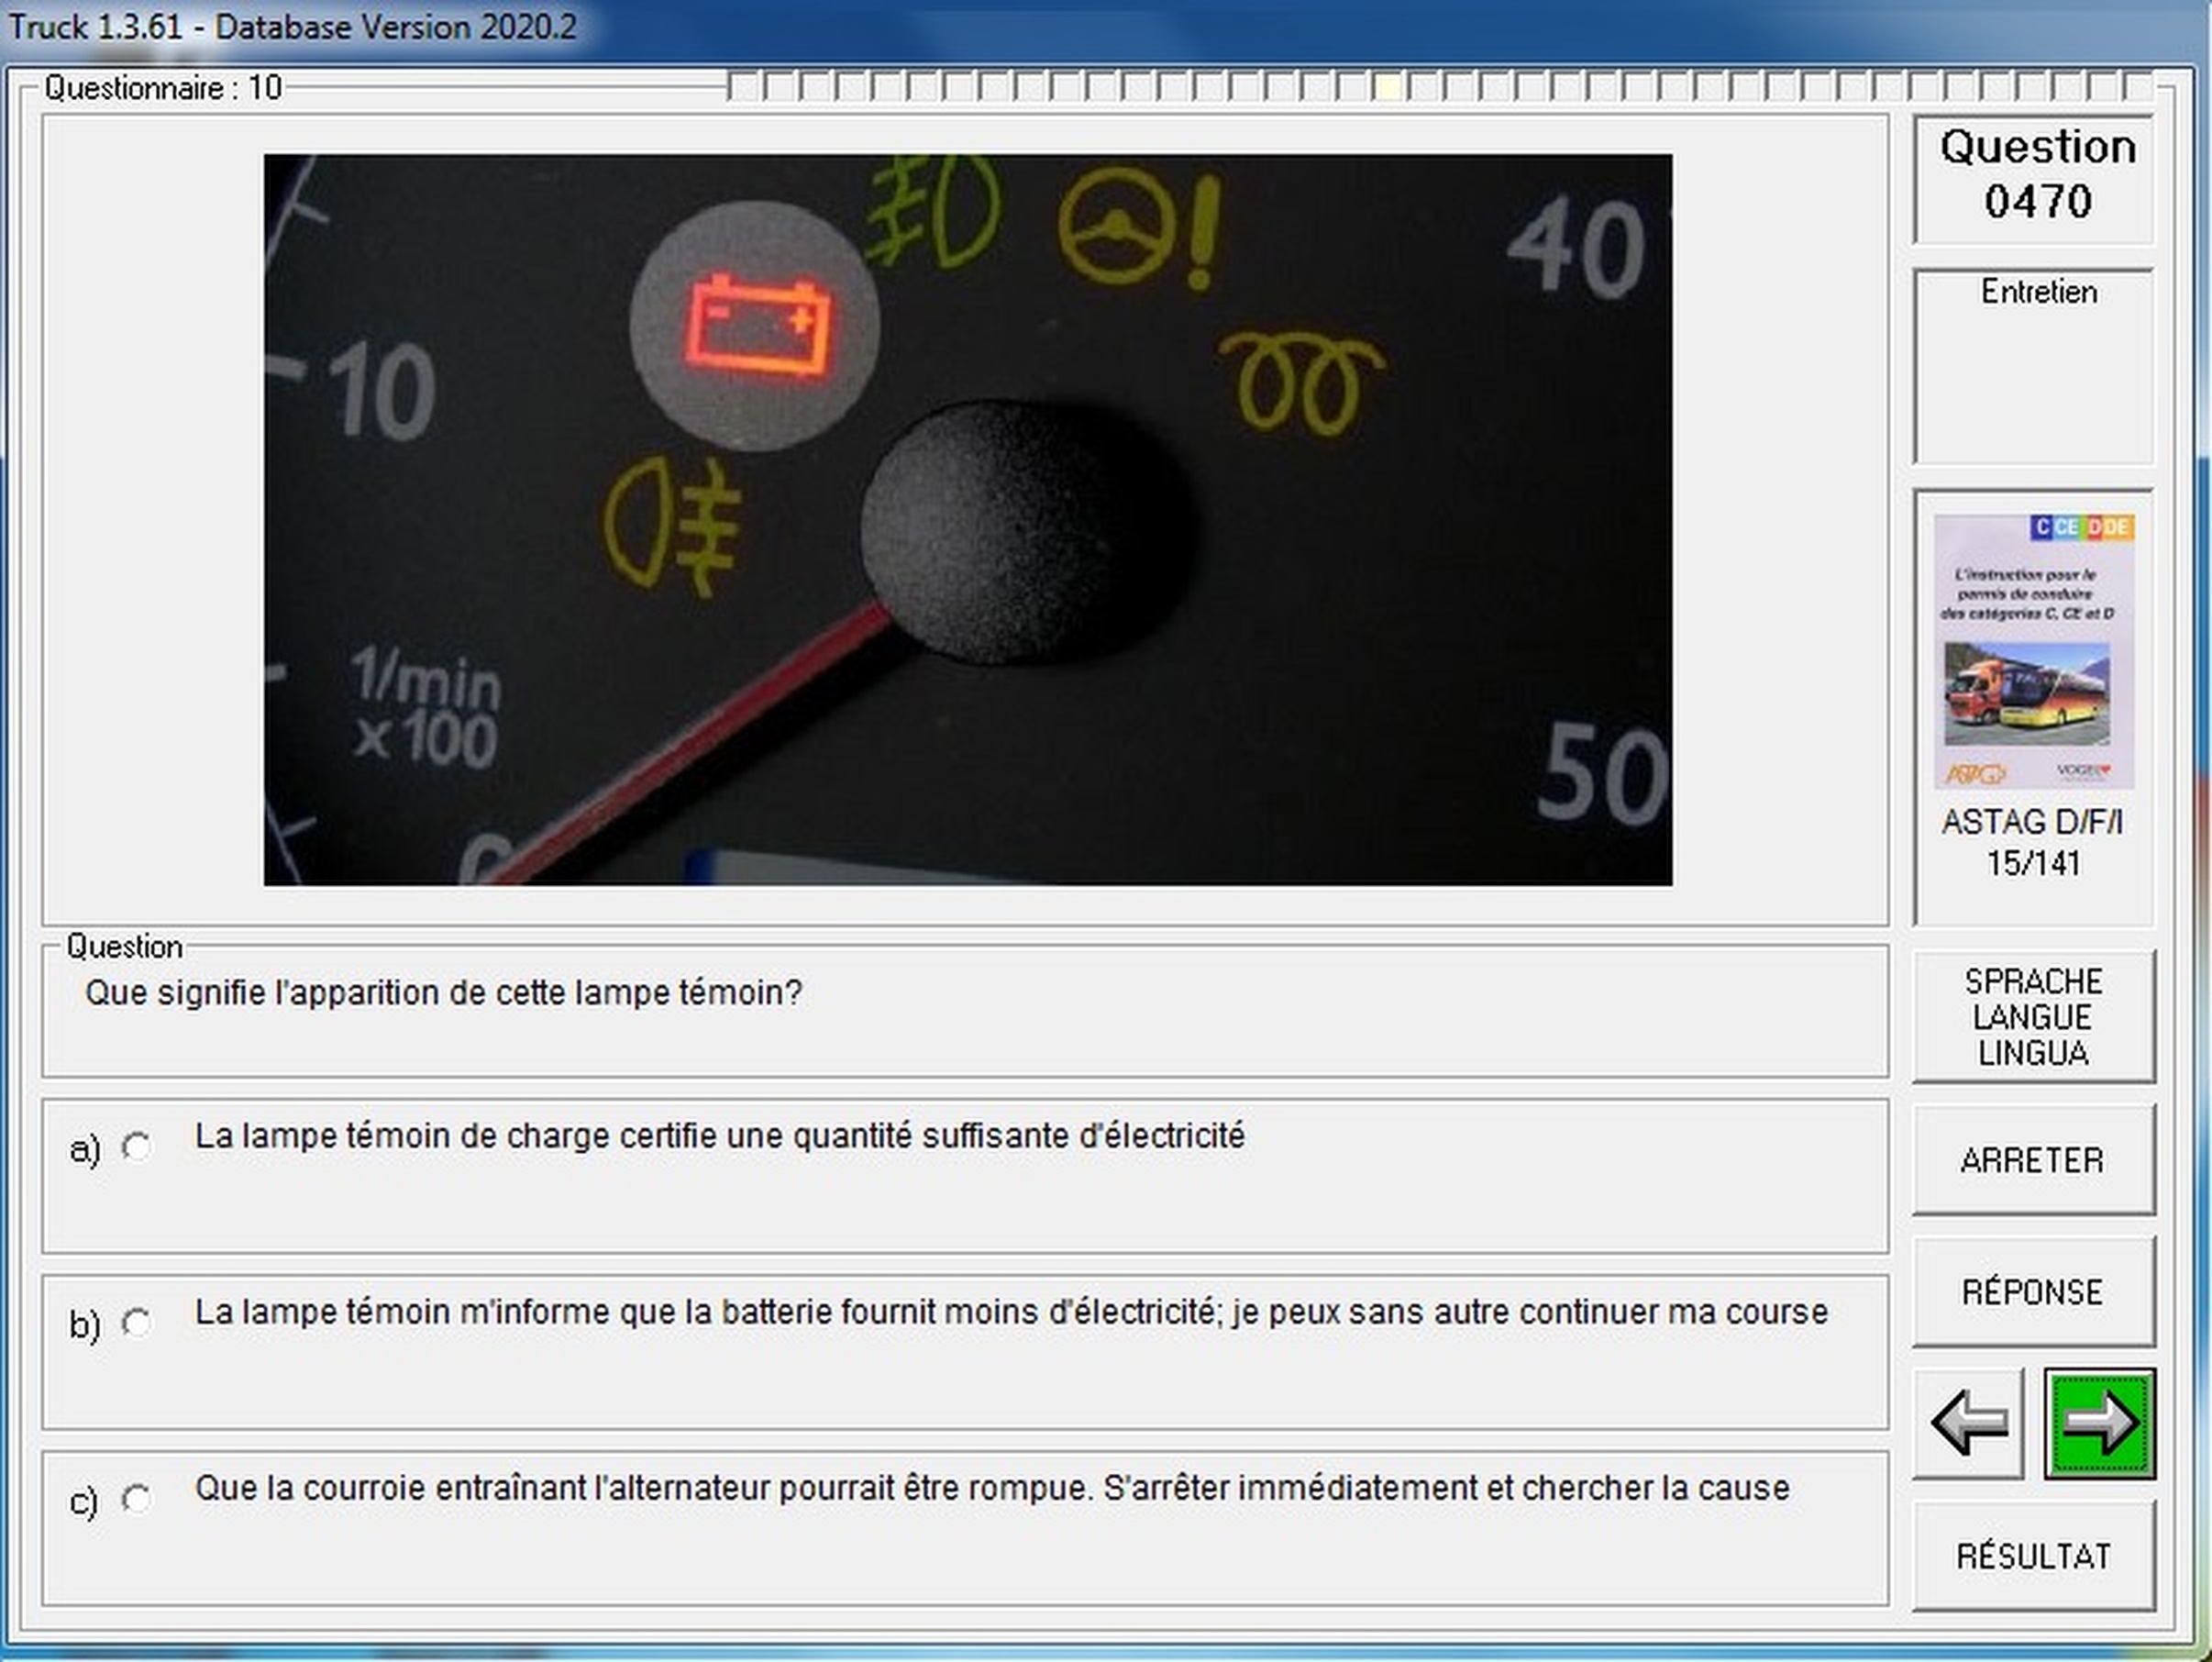 Truck 1.3.61 - Database Version 2020.2
Questionnaire : 10
40
10
1/min
x100
0
50
Question
0470
Entretien
C CE D DE
L'instruction pour le
permis de conduire
des catégories C, CE et D
ASTAG
VOGEL
ASTAG D/F/I
15/141
Question
Que signifie l'apparition de cette lampe témoin?
a) La lampe témoin de charge certifie une quantité suffisante d'électricité
b) La lampe témoin m'informe que la batterie fournit moins d'électricité; je peux sans autre continuer ma course
c) Que la courroie entraînant l'alternateur pourrait être rompue. S'arrêter immédiatement et chercher la cause
SPRACHE
LANGUE
LINGUA
ARRETER
RÉPONSE
RÉSULTAT